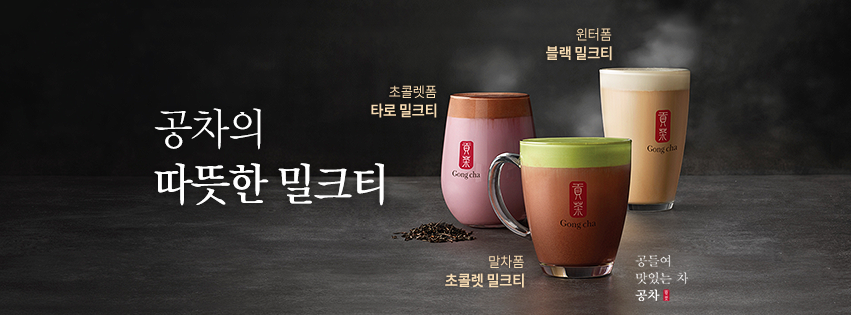 공차의
따뜻한 밀크티
초콜렛폼
타로 밀크티
윈터폼
블랙 밀크티
貢茶
Gong cha
貢茶
Gong cha
貢茶
Gong cha
말차폼
초콜렛 밀크티
공들여
맛있는 차
공차